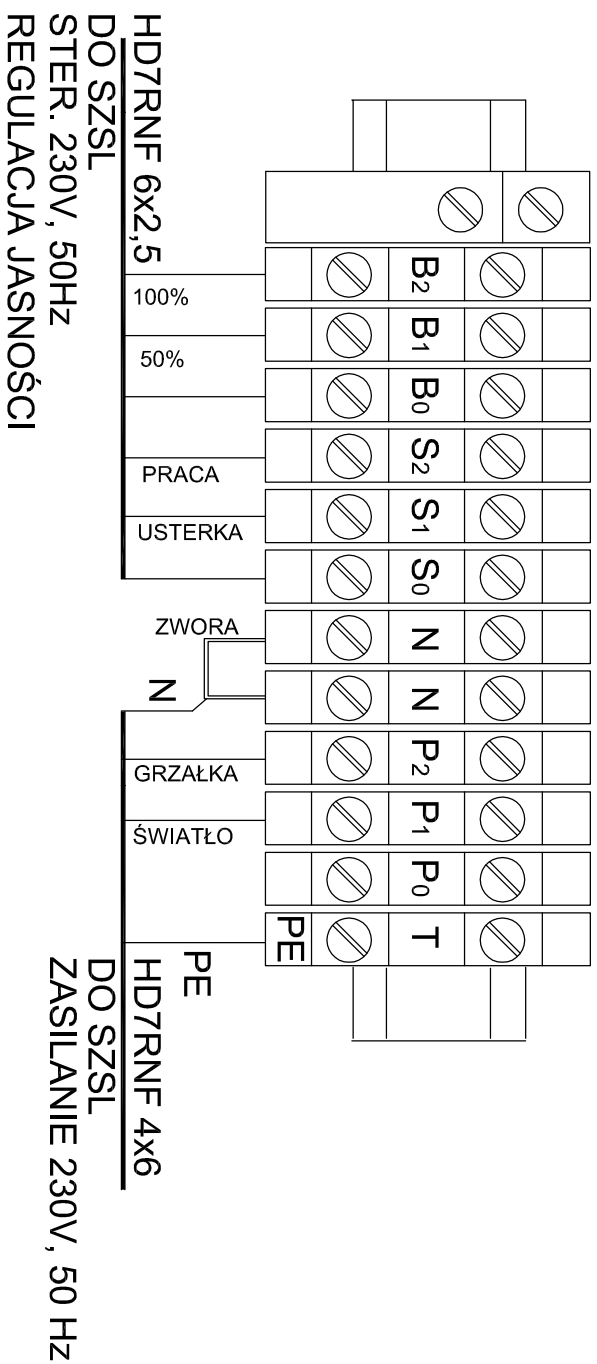 HD7RNF 6x2,5
DO SZSL
STER. 230V, 50Hz
REGULACJA JASNOŚCI
100%
50%
PRACA
USTERKA
ZWORA
N
GRZAŁKA
ŚWIATŁO
PE
B2
B1
B0
S2
S1
S0
N
N
P2
P1
P0
PE
T
HD7RNF 4x6
DO SZSL
ZASILANIE 230V, 50 Hz